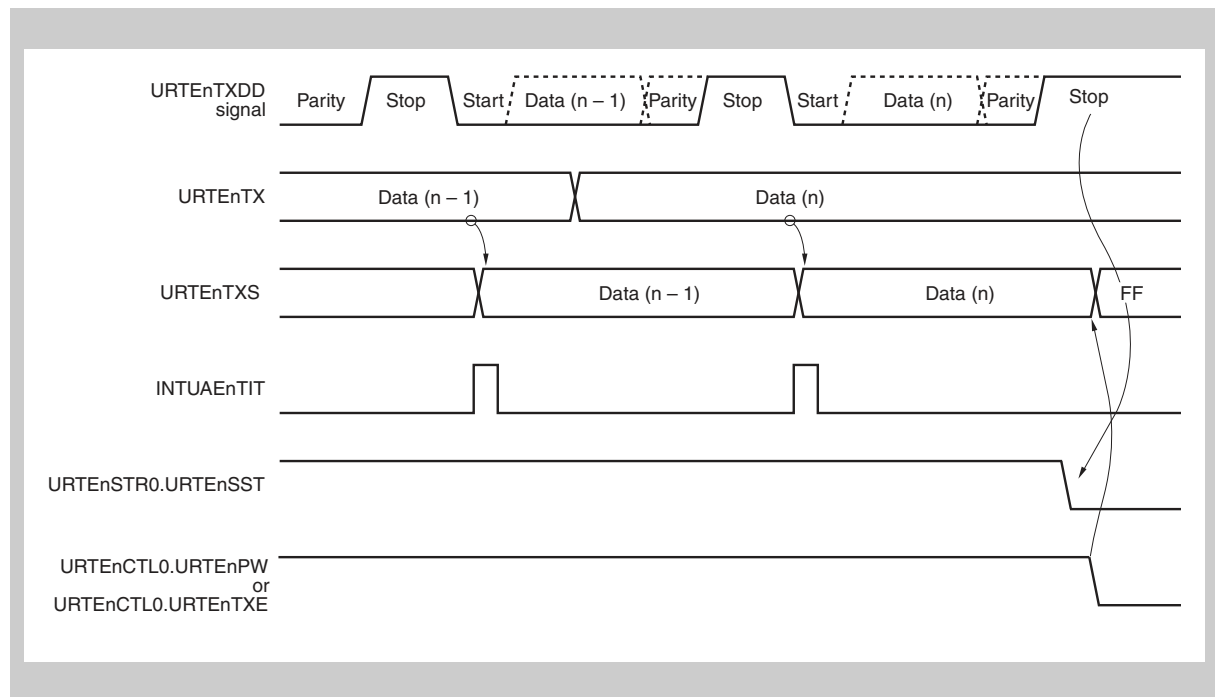 URTEnTXDD
signal
Parity Stop Start Data (n – 1) Parity Stop Start Data (n) Parity Stop
URTEnTX
Data (n – 1) Data (n)
URTEnTXS
Data (n – 1) Data (n) FF
INTUAEnTIT
URTEnSTR0.URTEnSST
URTEnCTL0.URTEnPW
or
URTEnCTL0.URTEnTXE